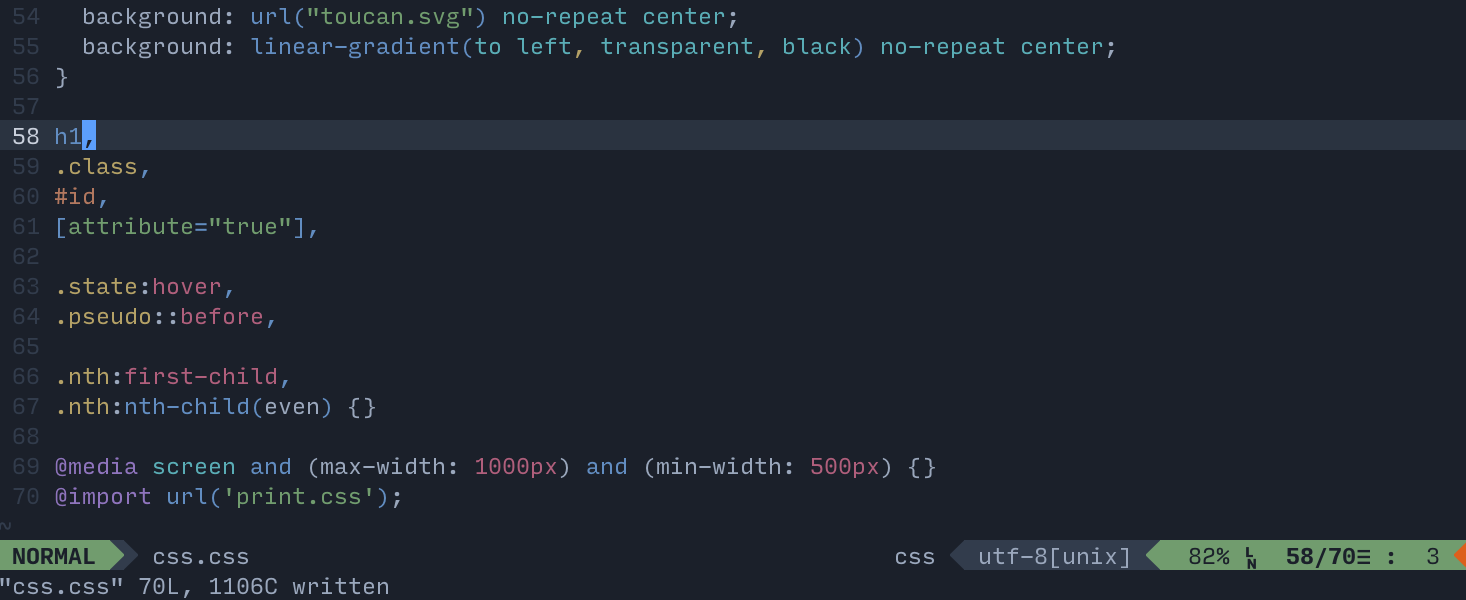 54   background: url("toucan.svg") no-repeat center;
55   background: linear-gradient(to left, transparent, black) no-repeat center;
56 }
57
58 h1,
59 .class,
60 #id,
61 [attribute="true"],
62
63 .state:hover,
64 .pseudo::before,
65
66 .nth:first-child,
67 .nth:nth-child(even) {}
68
69 @media screen and (max-width: 1000px) and (min-width: 500px) {}
70 @import url('print.css');
~
NORMAL css.css css utf-8[unix] 82% ␤ 58/70≡ : 3
"css.css" 70L, 1106C written